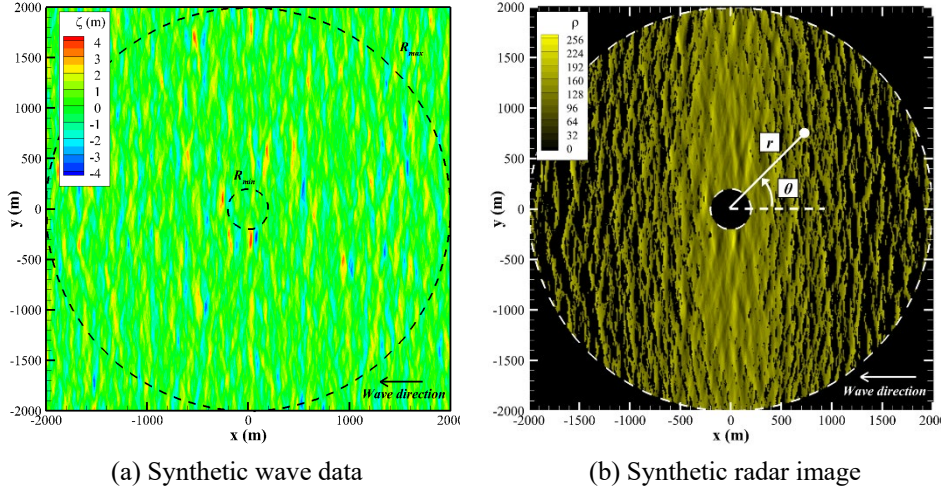 ζ (m)
4
3
2
1
0
-1
-2
-3
-4
R_max
R_min
Wave direction
y (m)
2000
1500
1000
500
0
-500
-1000
-1500
-2000
-2000 -1000 0 1000 2000
x (m)
(a) Synthetic wave data
ρ
256
224
192
160
128
96
64
32
0
r
θ
Wave direction
y (m)
2000
1500
1000
500
0
-500
-1000
-1500
-2000
-2000 -1500 -1000 -500 0 500 1000 1500 2000
x (m)
(b) Synthetic radar image